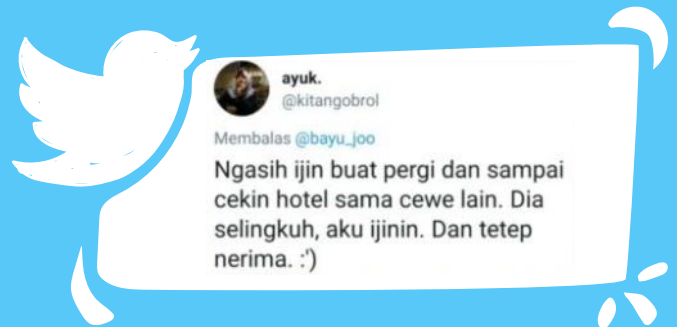 ayuk.
@kitangobrol
Membalas @bayu_joo
Ngasih ijin buat pergi dan sampai
cekin hotel sama cewe lain. Dia
selingkuh, aku ijinin. Dan tetep
nerima. :')